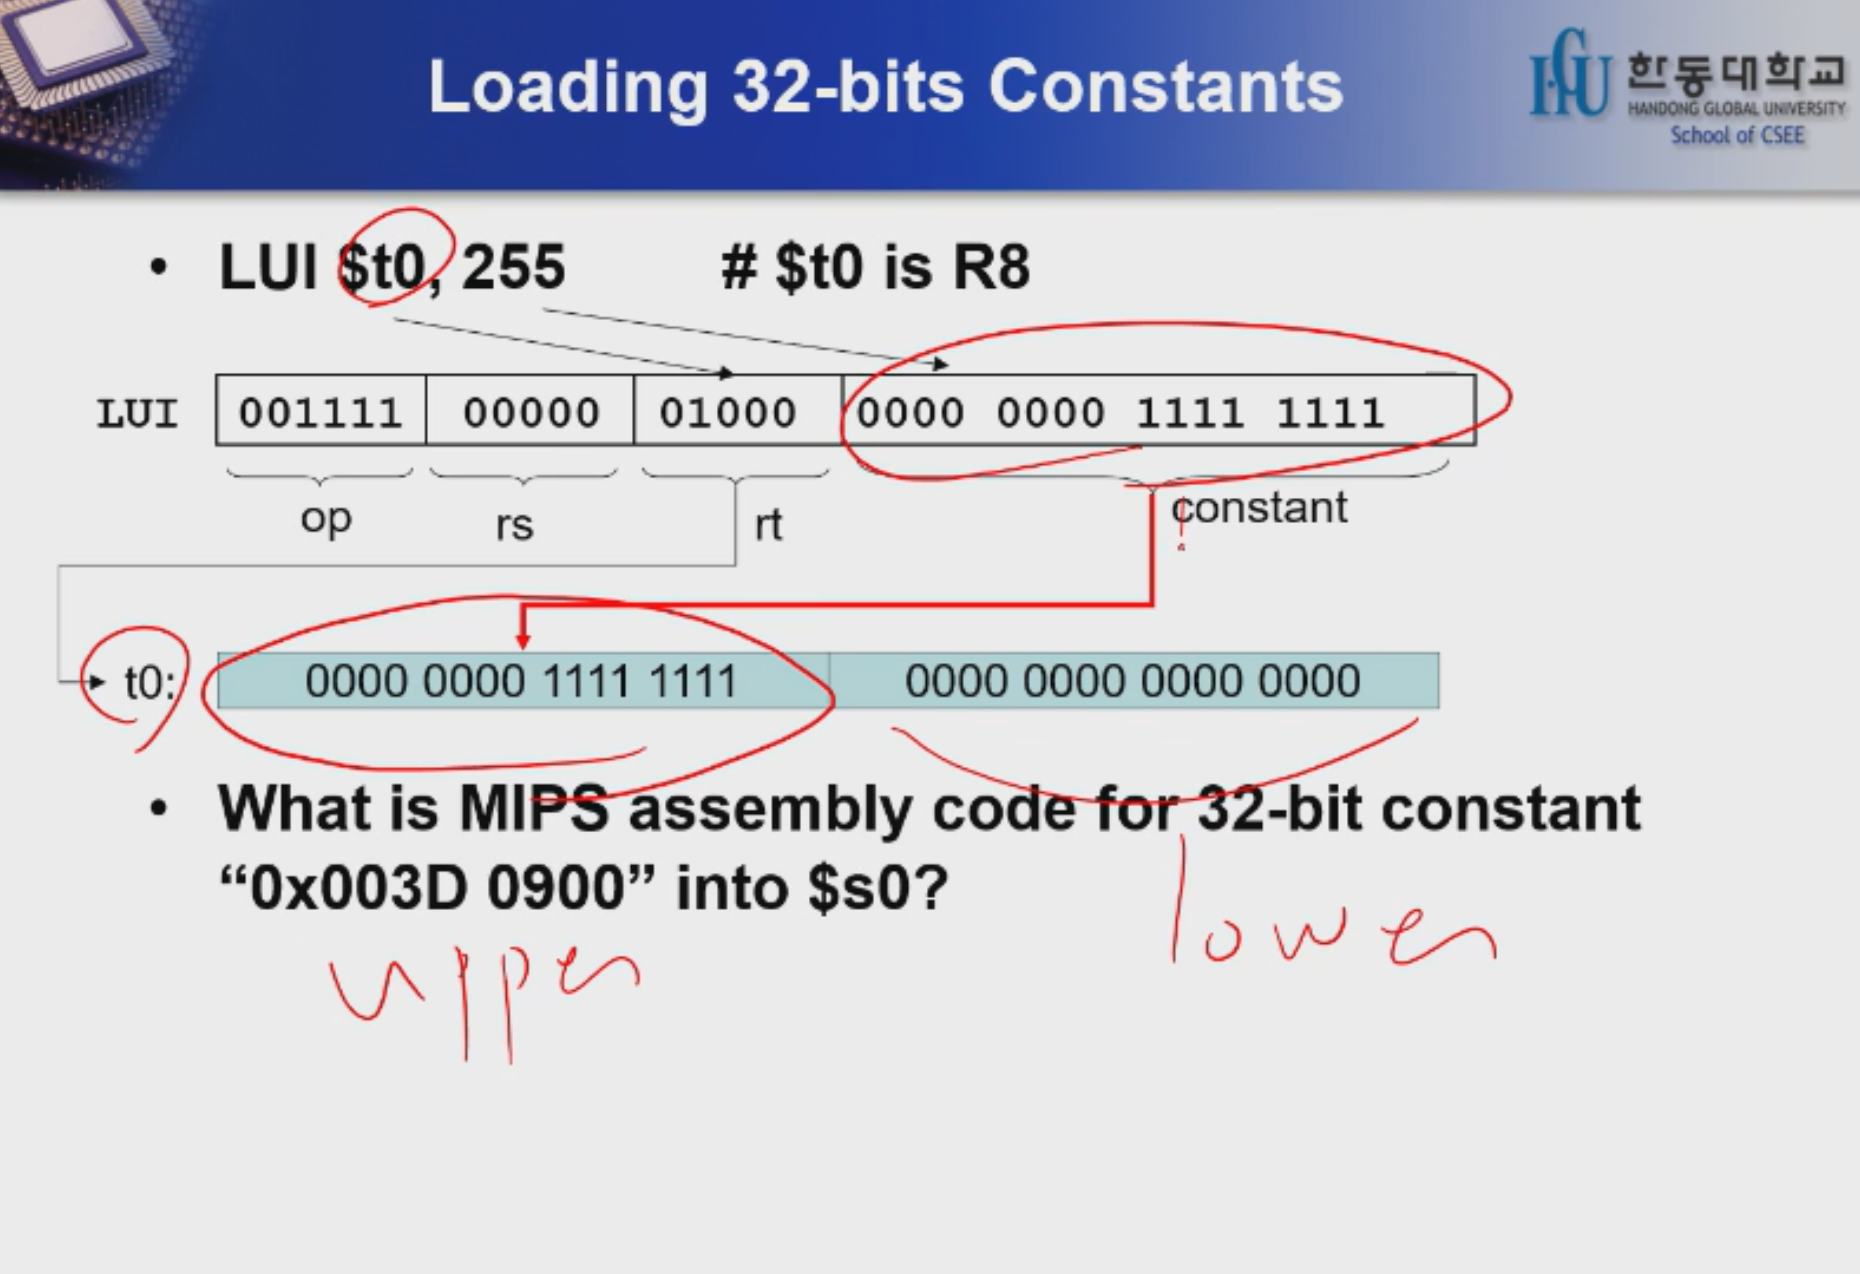 Loading 32-bits Constants
한동대학교
HANDONG GLOBAL UNIVERSITY
School of CSEE
• LUI $t0, 255 # $t0 is R8
LUI 001111 00000 01000 0000 0000 1111 1111
op rs rt constant
t0: 0000 0000 1111 1111 0000 0000 0000 0000
• What is MIPS assembly code for 32-bit constant
“0x003D 0900” into $s0?
upper lower